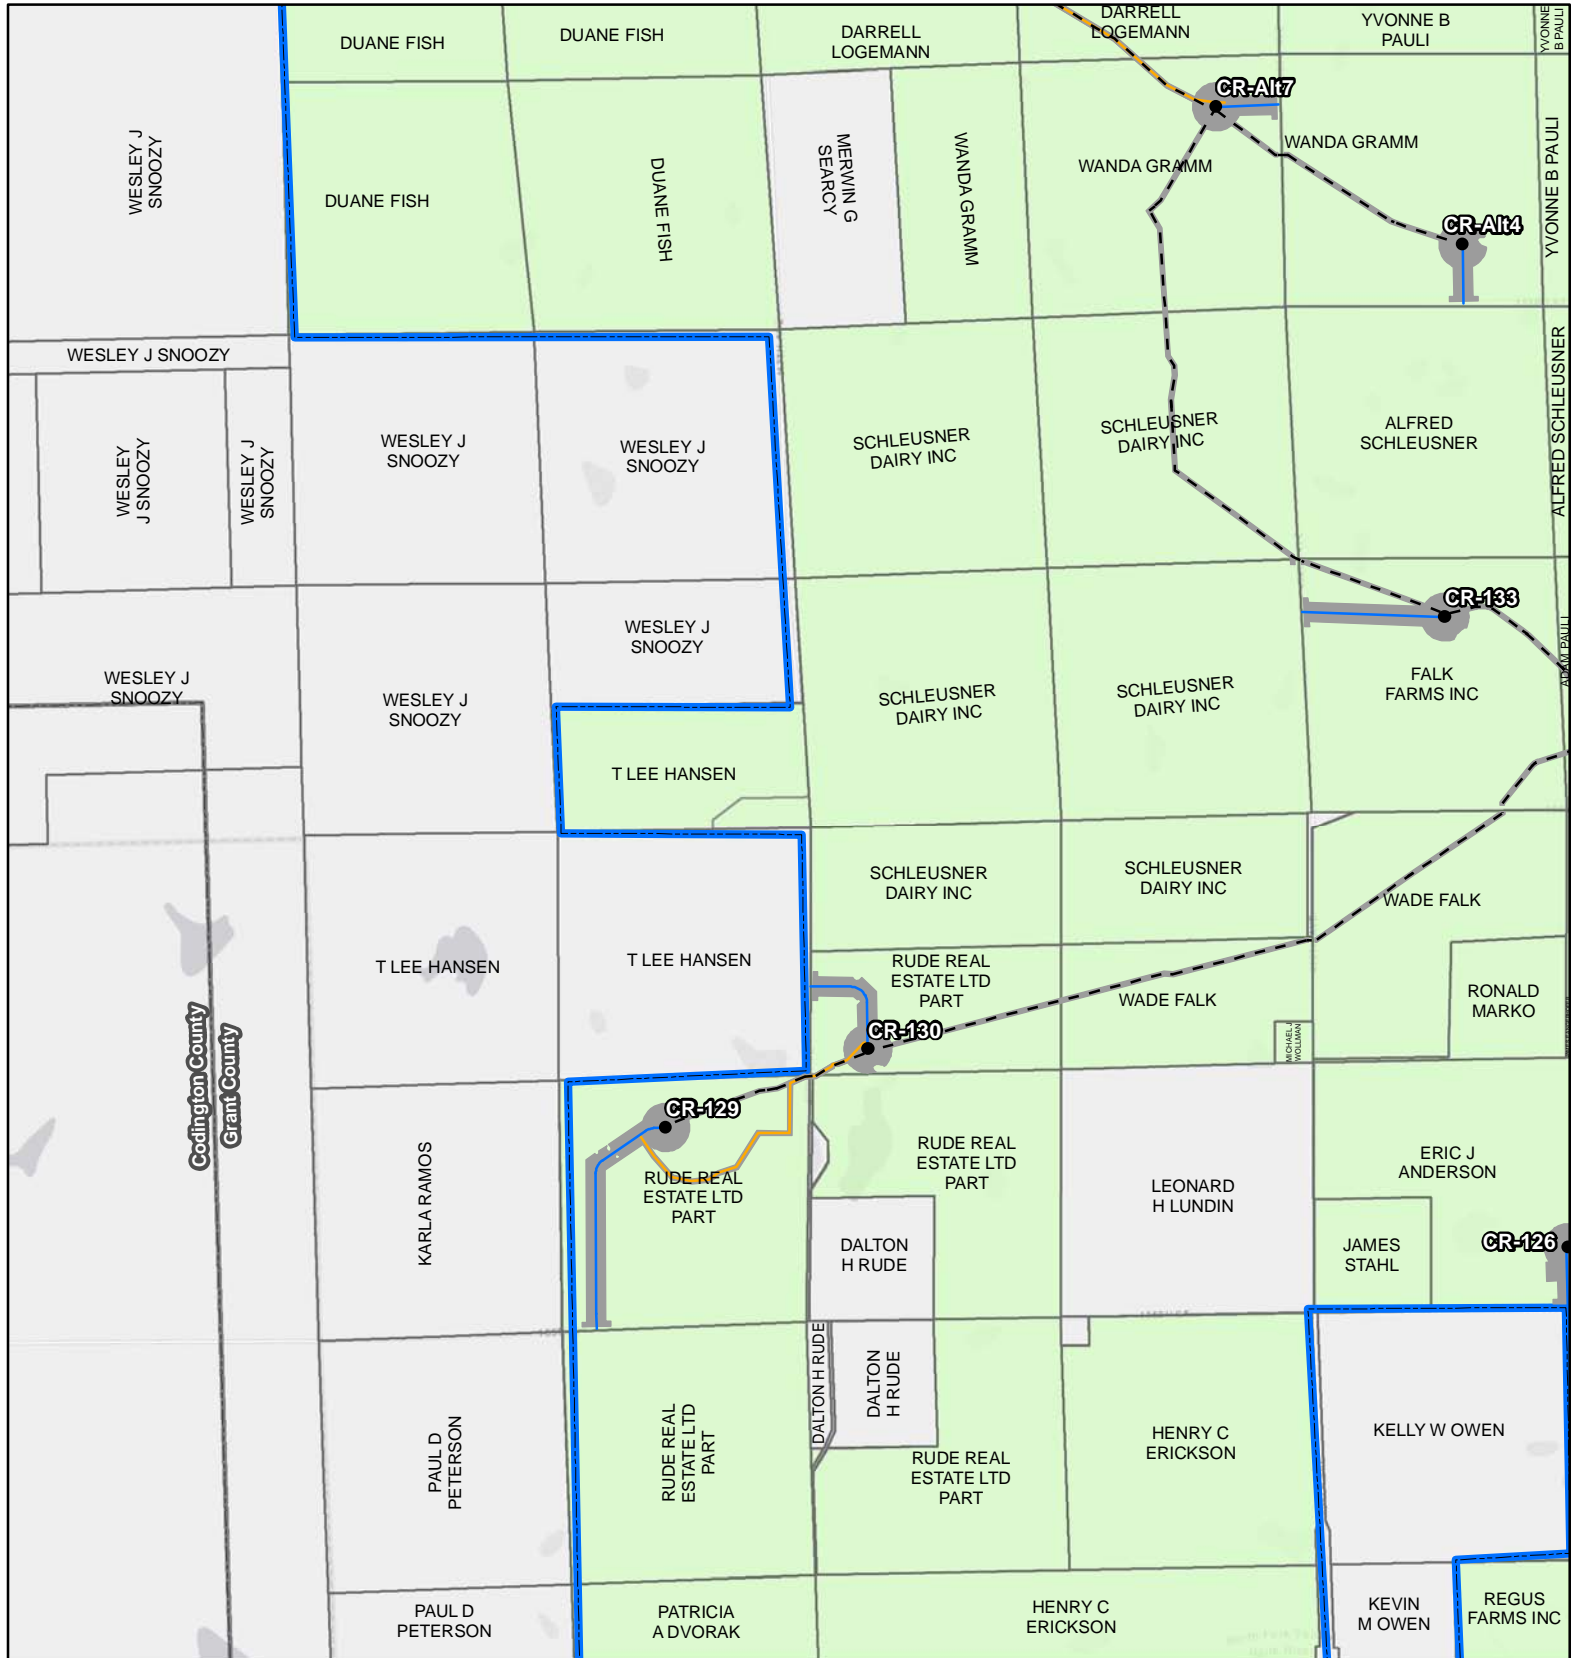 DUANE FISH
DUANE FISH
DARRELL
LOGEMANN
DARRELL
LOGEMANN
YVONNE B
PAULI
YVONNE
B PAULI
CR-Alt7
WESLEY J
SNOOZY
DUANE FISH
DUANE FISH
MERWIN G
SEARCY
WANDA GRAMM
WANDA GRAMM
WANDA GRAMM
YVONNE B PAULI
CR-Alt4
WESLEY J SNOOZY
WESLEY
J SNOOZY
WESLEY J
SNOOZY
WESLEY J
SNOOZY
WESLEY J
SNOOZY
SCHLEUSNER
DAIRY INC
SCHLEUSNER
DAIRY INC
ALFRED
SCHLEUSNER
ALFRED SCHLEUSNER
CR-133
WESLEY J
SNOOZY
WESLEY J
SNOOZY
WESLEY J
SNOOZY
SCHLEUSNER
DAIRY INC
SCHLEUSNER
DAIRY INC
FALK
FARMS INC
ADAM PAULI
T LEE HANSEN
SCHLEUSNER
DAIRY INC
SCHLEUSNER
DAIRY INC
WADE FALK
T LEE HANSEN
T LEE HANSEN
RUDE REAL
ESTATE LTD
PART
WADE FALK
RONALD
MARKO
MICHAEL J
WOLLMAN
CR-130
Codington County
Grant County
CR-129
KARLA RAMOS
RUDE REAL
ESTATE LTD
PART
RUDE REAL
ESTATE LTD
PART
LEONARD
H LUNDIN
ERIC J
ANDERSON
DALTON
H RUDE
JAMES
STAHL
CR-126
PAUL D
PETERSON
RUDE REAL
ESTATE LTD
PART
DALTON H RUDE
DALTON
H RUDE
RUDE REAL
ESTATE LTD
PART
HENRY C
ERICKSON
KELLY W OWEN
PAUL D
PETERSON
PATRICIA
A DVORAK
HENRY C
ERICKSON
KEVIN
M OWEN
REGUS
FARMS INC